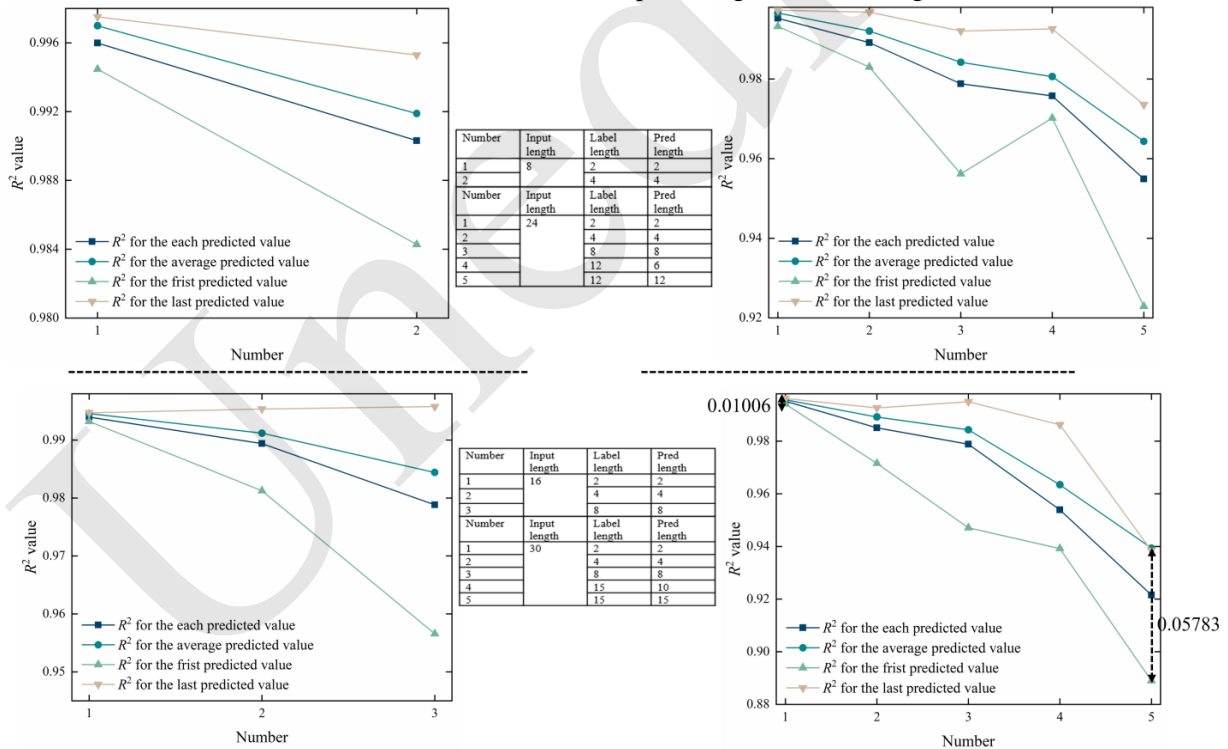 0.996
0.992
0.988
0.984
0.980
R² value
R² for the each predicted value
R² for the average predicted value
R² for the frist predicted value
R² for the last predicted value
1 2
Number
Number Input length Label length Pred length
1 8 2 2
2 4 4
Number Input length Label length Pred length
1 24 2 2
2 4 4
3 8 8
4 12 6
5 12 12
0.98
0.96
0.94
0.92
R² value
R² for the each predicted value
R² for the average predicted value
R² for the frist predicted value
R² for the last predicted value
1 2 3 4 5
Number
0.99
0.98
0.97
0.96
0.95
R² value
R² for the each predicted value
R² for the average predicted value
R² for the frist predicted value
R² for the last predicted value
1 2 3
Number
Number Input length Label length Pred length
1 16 2 2
2 4 4
3 8 8
Number Input length Label length Pred length
1 30 2 2
2 4 4
3 8 8
4 15 10
5 15 15
0.01006
0.98
0.96
0.94
0.92
0.90
0.88
R² value
0.05783
R² for the each predicted value
R² for the average predicted value
R² for the frist predicted value
R² for the last predicted value
1 2 3 4 5
Number